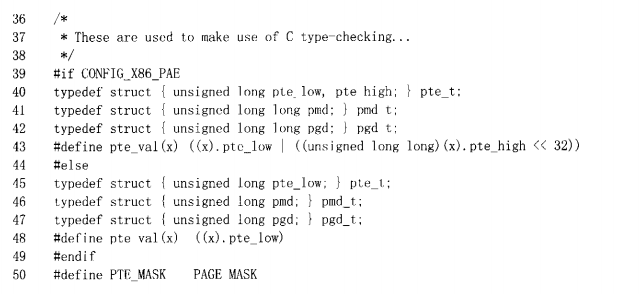 36 /*
37 * These are used to make use of C type-checking...
38 */
39 #if CONFIG_X86_PAE
40 typedef struct { unsigned long pte_low, pte_high; } pte_t;
41 typedef struct { unsigned long long pmd; } pmd_t;
42 typedef struct { unsigned long long pgd; } pgd_t;
43 #define pte_val(x) ((x).pte_low | ((unsigned long long)(x).pte_high << 32))
44 #else
45 typedef struct { unsigned long pte_low; } pte_t;
46 typedef struct { unsigned long pmd; } pmd_t;
47 typedef struct { unsigned long pgd; } pgd_t;
48 #define pte_val(x) ((x).pte_low)
49 #endif
50 #define PTE_MASK PAGE_MASK